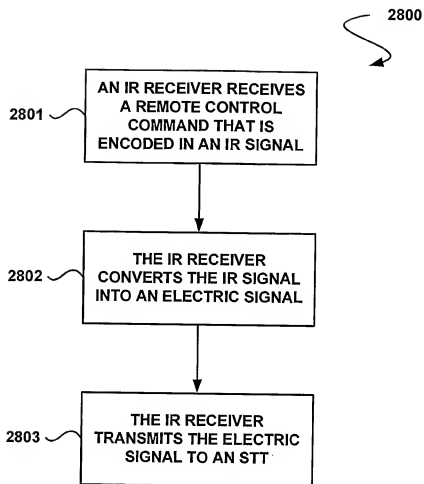 2800
2801
AN IR RECEIVER RECEIVES
A REMOTE CONTROL
COMMAND THAT IS
ENCODED IN AN IR SIGNAL
2802
THE IR RECEIVER
CONVERTS THE IR SIGNAL
INTO AN ELECTRIC SIGNAL
2803
THE IR RECEIVER
TRANSMITS THE ELECTRIC
SIGNAL TO AN STT